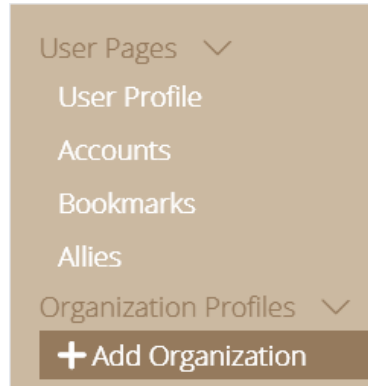 User Pages
User Profile
Accounts
Bookmarks
Allies
Organization Profiles
+ Add Organization